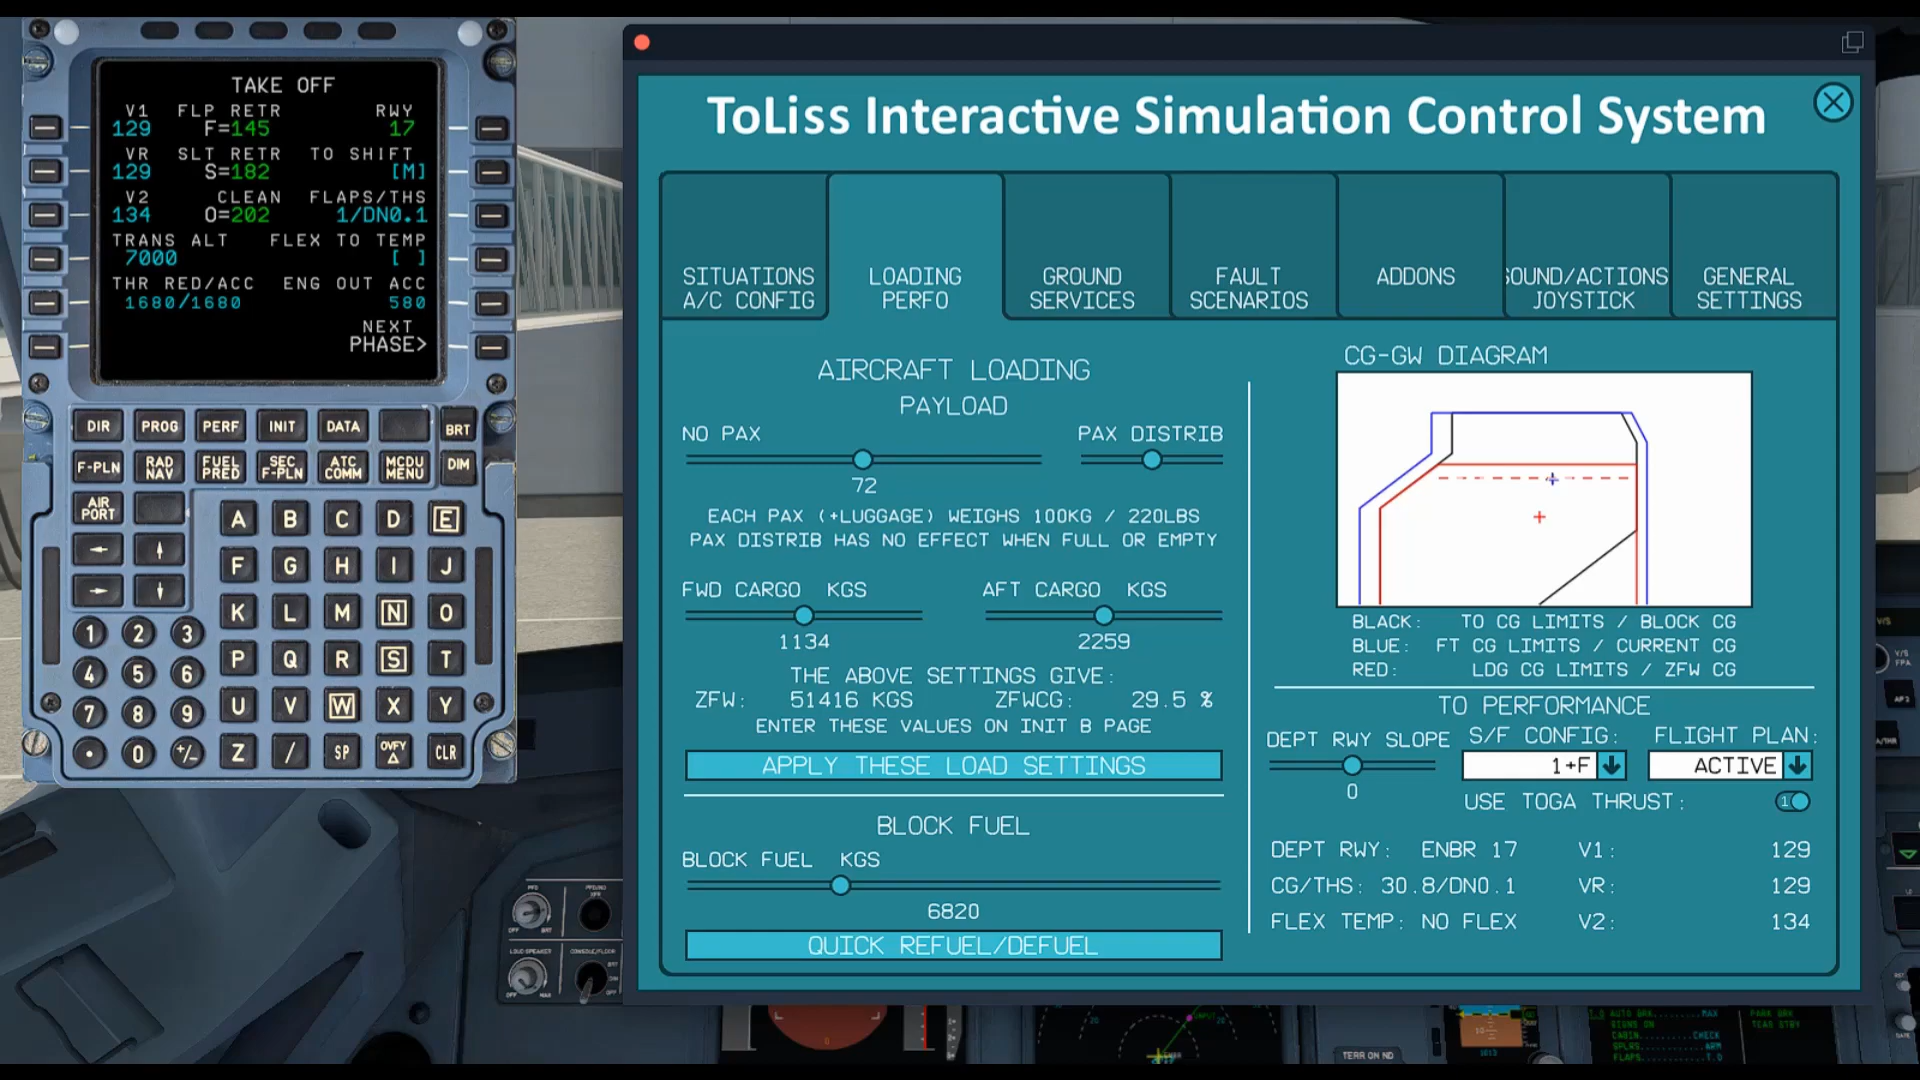 TAKE OFF
V1 FLP RETR RWY
129 F=145 17
VR SLT RETR TO SHIFT
129 S=182 [M]
V2 CLEAN FLAPS/THS
134 O=202 1/DN0.1
TRANS ALT FLEX TO TEMP
7000 [ ]
THR RED/ACC ENG OUT ACC
1680/1680 580
NEXT
PHASE>
DIR PROG PERF INIT DATA BRT
F-PLN RAD NAV FUEL PRED SEC F-PLN ATC COMM MCDU MENU DIM
AIR PORT
A B C D E
F G H I J
K L M N O
1 2 3
P Q R S T
4 5 6
U V W X Y
7 8 9
Z / SP OVFY Δ CLR
. 0 +/-
ToLiss Interactive Simulation Control System
SITUATIONS A/C CONFIG
LOADING PERFO
GROUND SERVICES
FAULT SCENARIOS
ADDONS
SOUND/ACTIONS JOYSTICK
GENERAL SETTINGS
AIRCRAFT LOADING
PAYLOAD
NO PAX PAX DISTRIB
72
EACH PAX (+LUGGAGE) WEIGHS 100KG / 220LBS
PAX DISTRIB HAS NO EFFECT WHEN FULL OR EMPTY
FWD CARGO KGS AFT CARGO KGS
1134 2259
THE ABOVE SETTINGS GIVE:
ZFW: 51416 KGS ZFWCG: 29.5 %
ENTER THESE VALUES ON INIT B PAGE
APPLY THESE LOAD SETTINGS
BLOCK FUEL
BLOCK FUEL KGS
6820
QUICK REFUEL/DEFUEL
CG-GW DIAGRAM
BLACK: TO CG LIMITS / BLOCK CG
BLUE: FT CG LIMITS / CURRENT CG
RED: LDG CG LIMITS / ZFW CG
TO PERFORMANCE
DEPT RWY SLOPE S/F CONFIG: FLIGHT PLAN:
1+F ACTIVE
0
USE TOGA THRUST: 1
DEPT RWY: ENBR 17 V1: 129
CG/THS: 30.8/DN0.1 VR: 129
FLEX TEMP: NO FLEX V2: 134
TERR ON ND